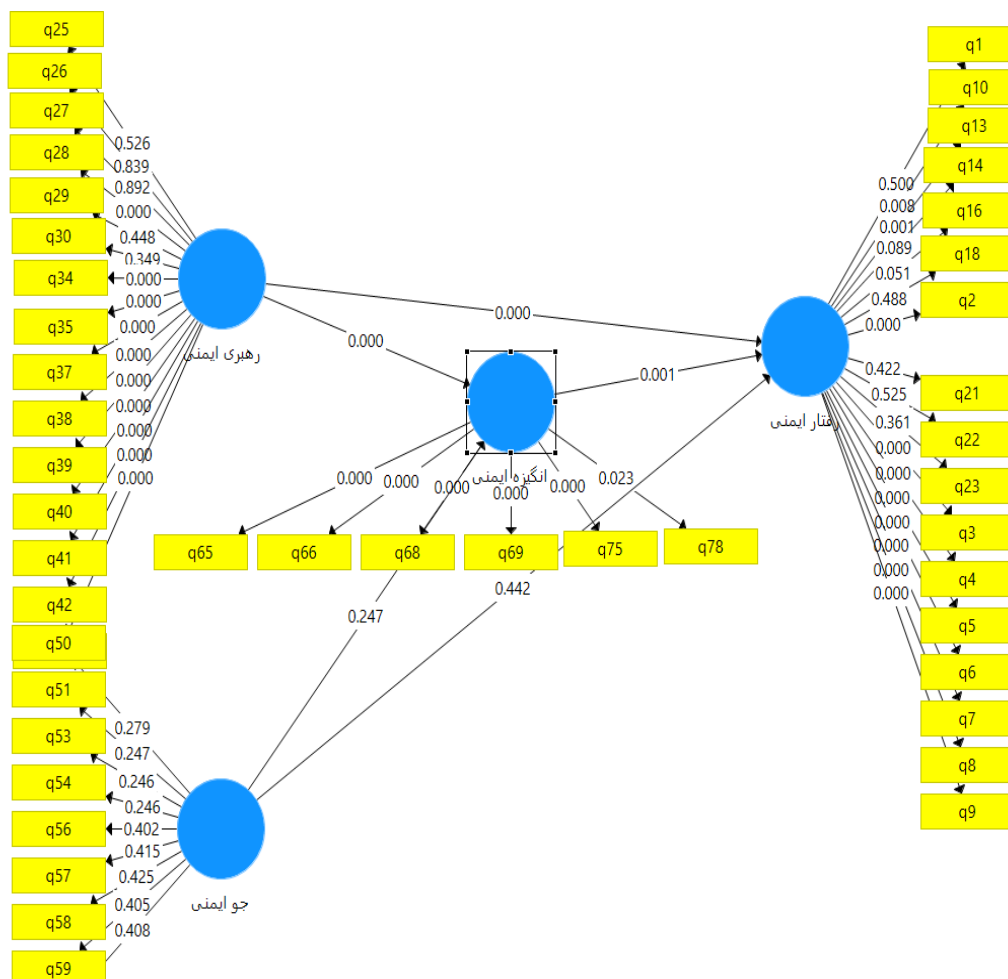 q25
q26
q27
q28
q29
q30
q34
q35
q37
q38
q39
q40
q41
q42
0.526
0.839
0.892
0.000
0.448
0.349
0.000
0.000
0.000
0.000
0.000
0.000
0.000
0.000
0.000
رهبری ایمنی
0.000
0.000
0.001
انگیزه ایمنی
0.000
0.000
0.000
0.000
0.000
0.023
q65
q66
q68
q69
q75
q78
0.247
0.442
q50
q51
q53
q54
q56
q57
q58
q59
0.279
0.247
0.246
0.246
0.402
0.415
0.425
0.405
0.408
جو ایمنی
رفتار ایمنی
0.500
0.008
0.001
0.089
0.051
0.488
0.000
0.422
0.525
0.361
0.000
0.000
0.000
0.000
0.000
0.000
0.000
q1
q10
q13
q14
q16
q18
q2
q21
q22
q23
q3
q4
q5
q6
q7
q8
q9